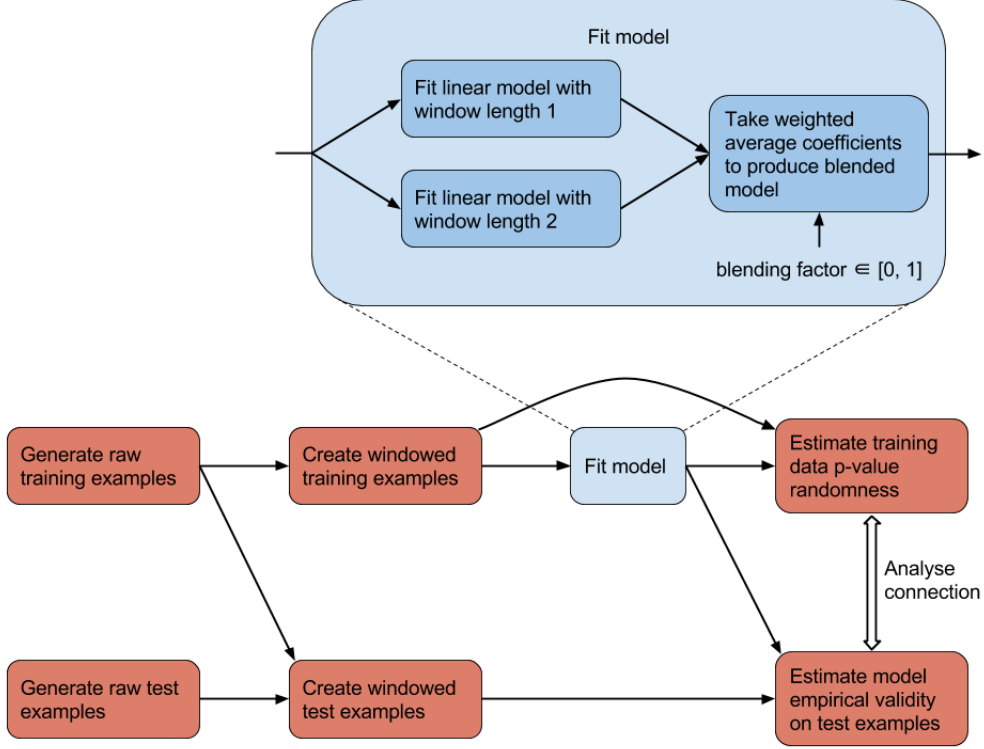 Fit model
Fit linear model with
window length 1
Fit linear model with
window length 2
Take weighted
average coefficients
to produce blended
model
blending factor ∈ [0, 1]
Generate raw
training examples
Create windowed
training examples
Fit model
Estimate training
data p-value
randomness
Analyse
connection
Generate raw test
examples
Create windowed
test examples
Estimate model
empirical validity
on test examples